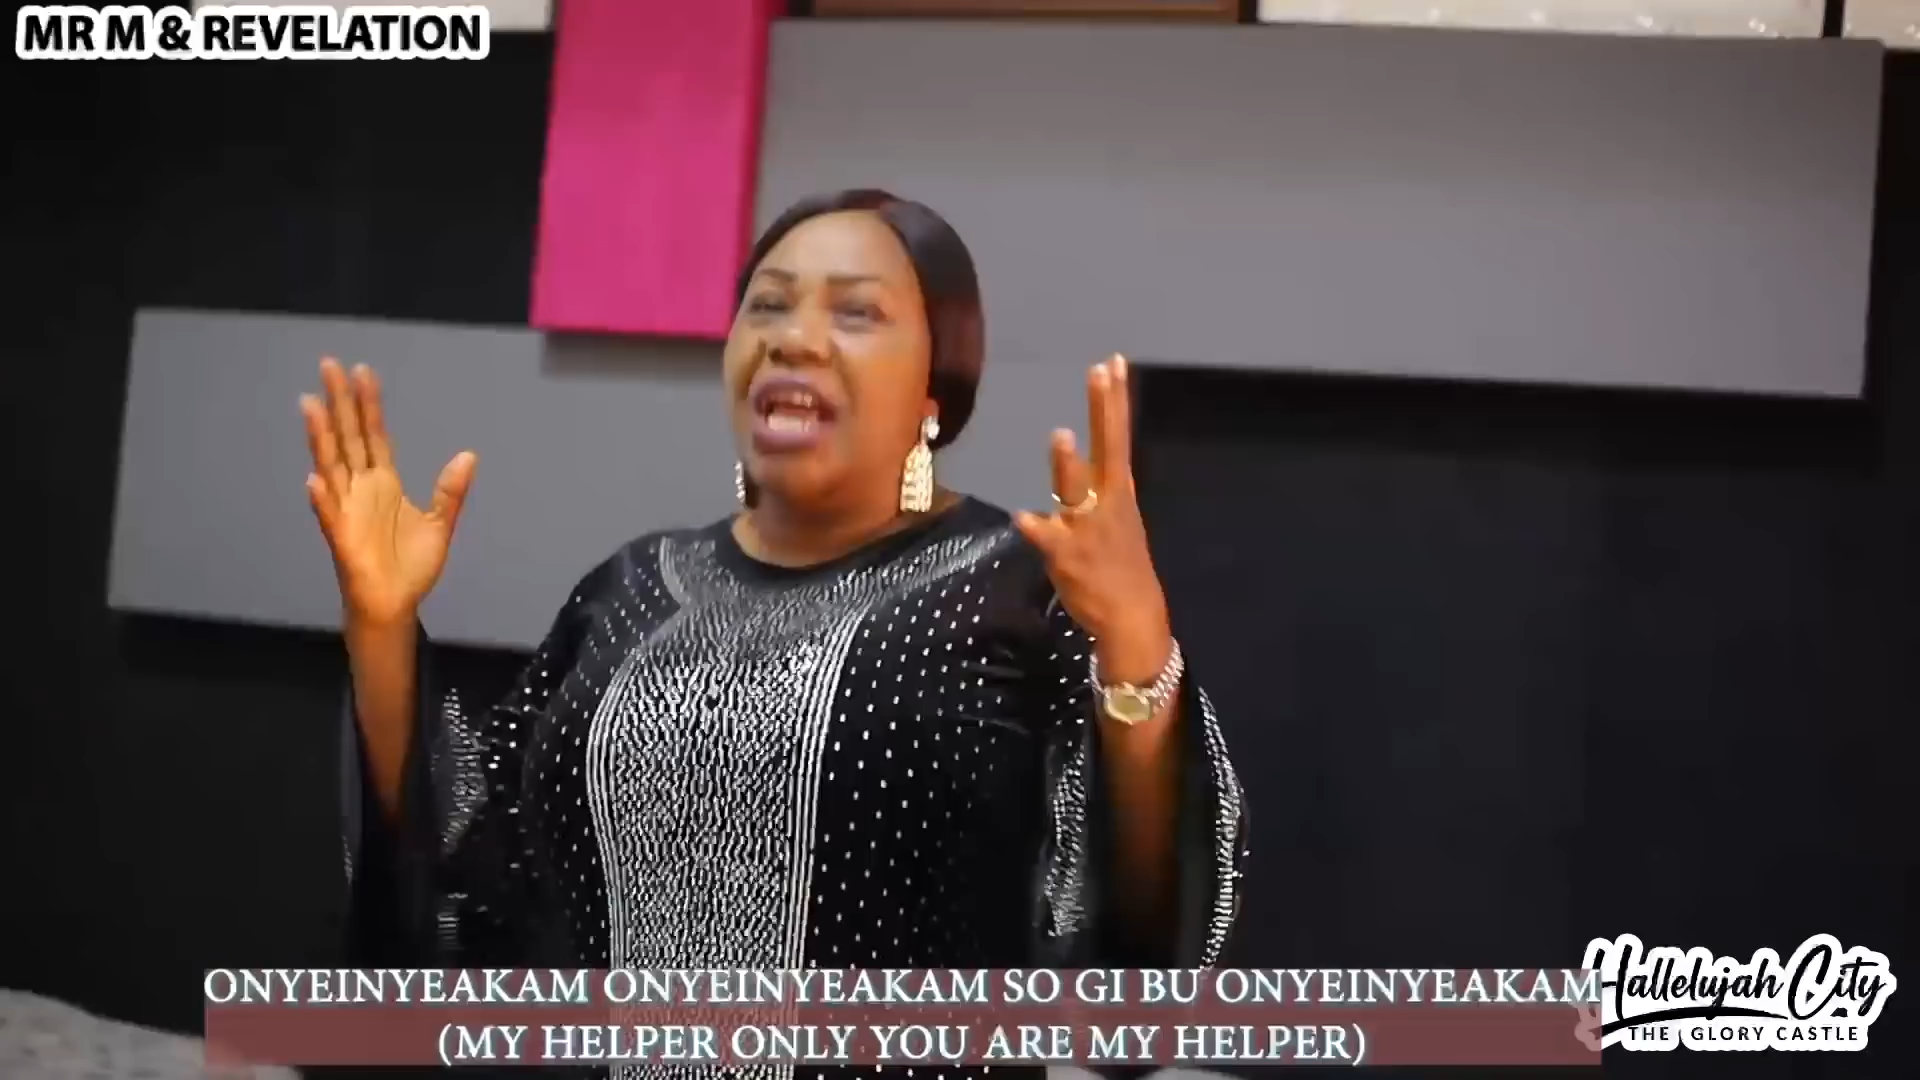 MR M & REVELATION
ONYEINYEAKAM ONYEINYEAKAM SO GI BU ONYEINYEAKAM
(MY HELPER ONLY YOU ARE MY HELPER)
Hallelujah City
THE GLORY CASTLE